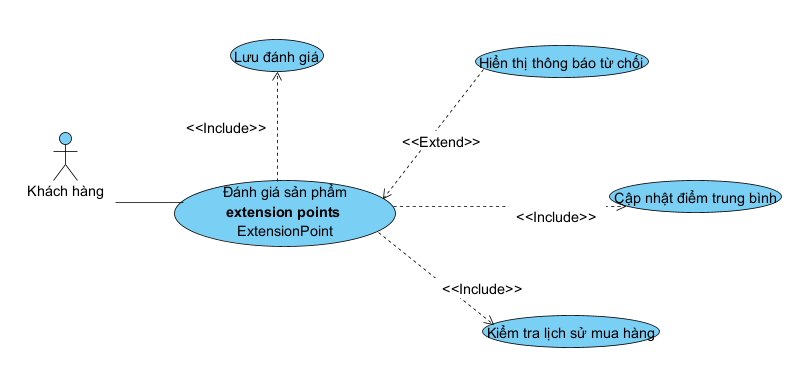 Lưu đánh giá
Hiển thị thông báo từ chối
<<Include>>
<<Extend>>
Khách hàng
Đánh giá sản phẩm
extension points
ExtensionPoint
Cập nhật điểm trung bình
<<Include>>
<<Include>>
Kiểm tra lịch sử mua hàng